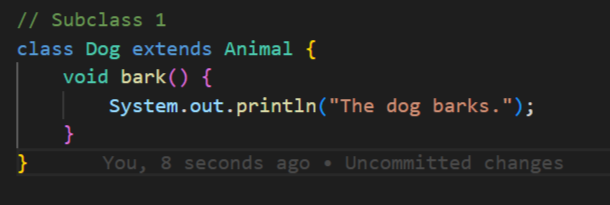 // Subclass 1
class Dog extends Animal {
    void bark() {
        System.out.println("The dog barks.");
    }
}        You, 8 seconds ago • Uncommitted changes